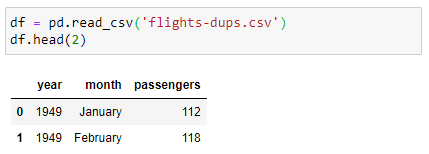 df = pd.read_csv('flights-dups.csv')
df.head(2)
year month passengers
0 1949 January 112
1 1949 February 118